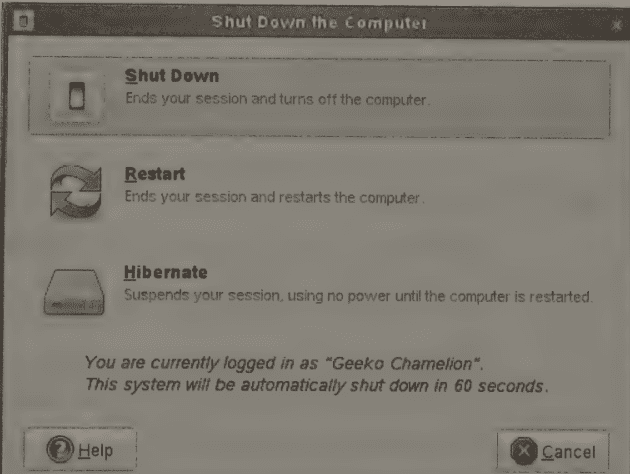 Shut Down the Computer
Shut Down
Ends your session and turns off the computer.
Restart
Ends your session and restarts the computer.
Hibernate
Suspends your session, using no power until the computer is restarted.
You are currently logged in as "Geeko Chamelion".
This system will be automatically shut down in 60 seconds.
Help
Cancel